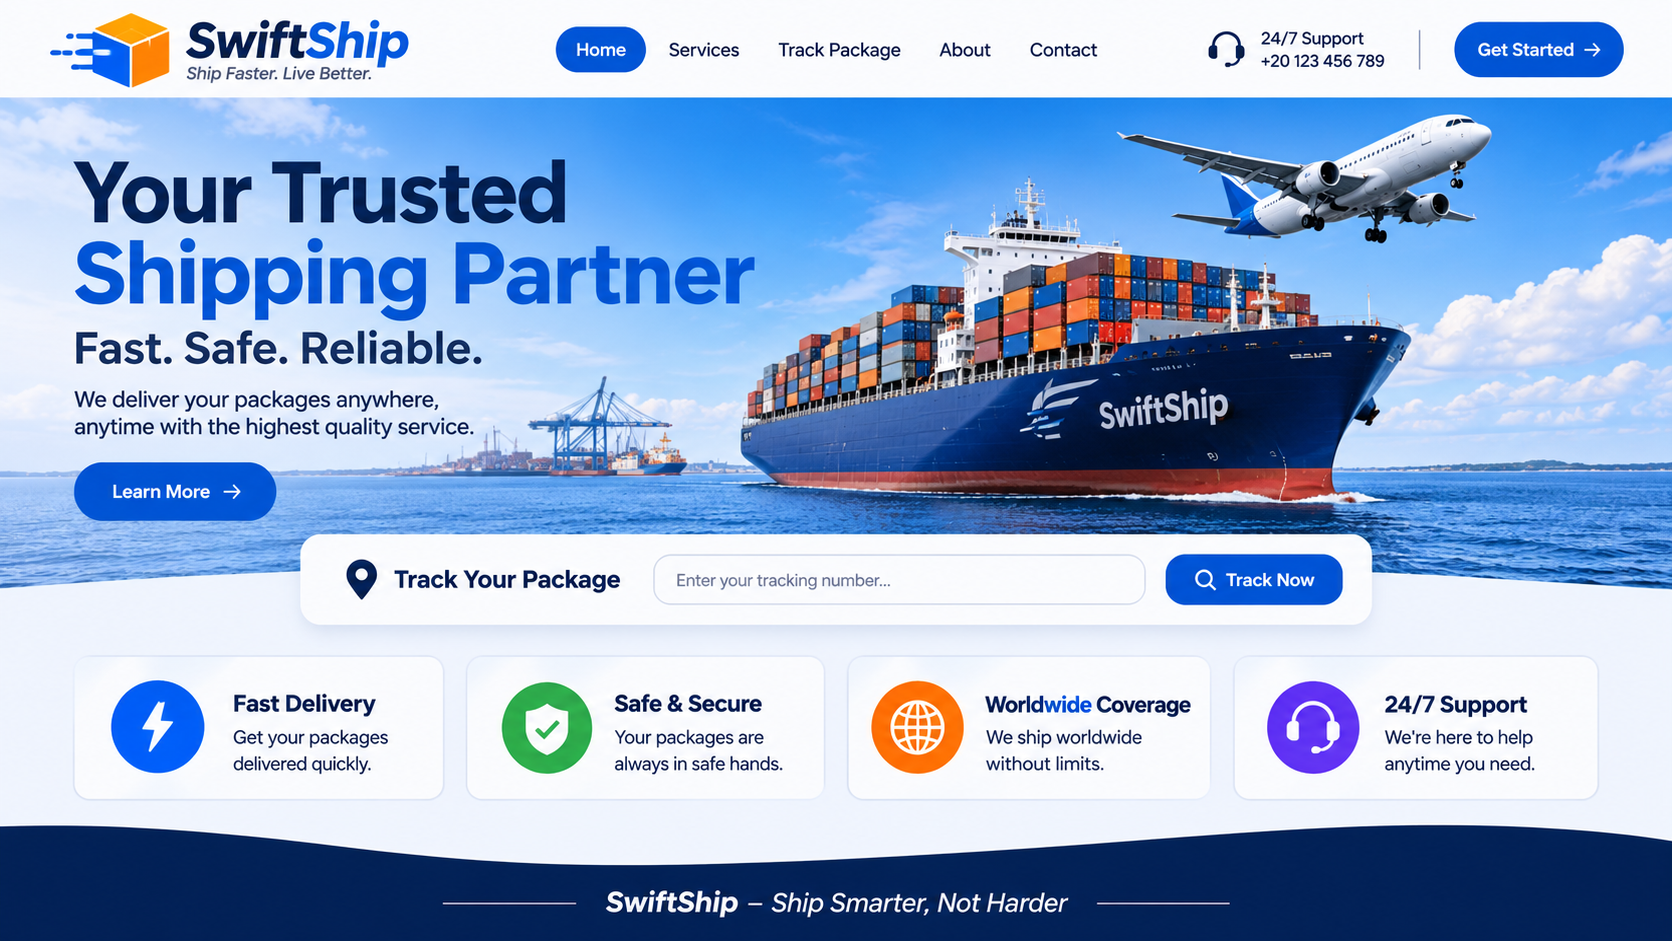 SwiftShip
Ship Faster. Live Better.
Home
Services
Track Package
About
Contact
24/7 Support
+20 123 456 789
Get Started
Your Trusted
Shipping Partner
Fast. Safe. Reliable.
We deliver your packages anywhere,
anytime with the highest quality service.
Learn More
SwiftShip
Track Your Package
Enter your tracking number...
Track Now
Fast Delivery
Get your packages
delivered quickly.
Safe & Secure
Your packages are
always in safe hands.
Worldwide Coverage
We ship worldwide
without limits.
24/7 Support
We're here to help
anytime you need.
SwiftShip – Ship Smarter, Not Harder